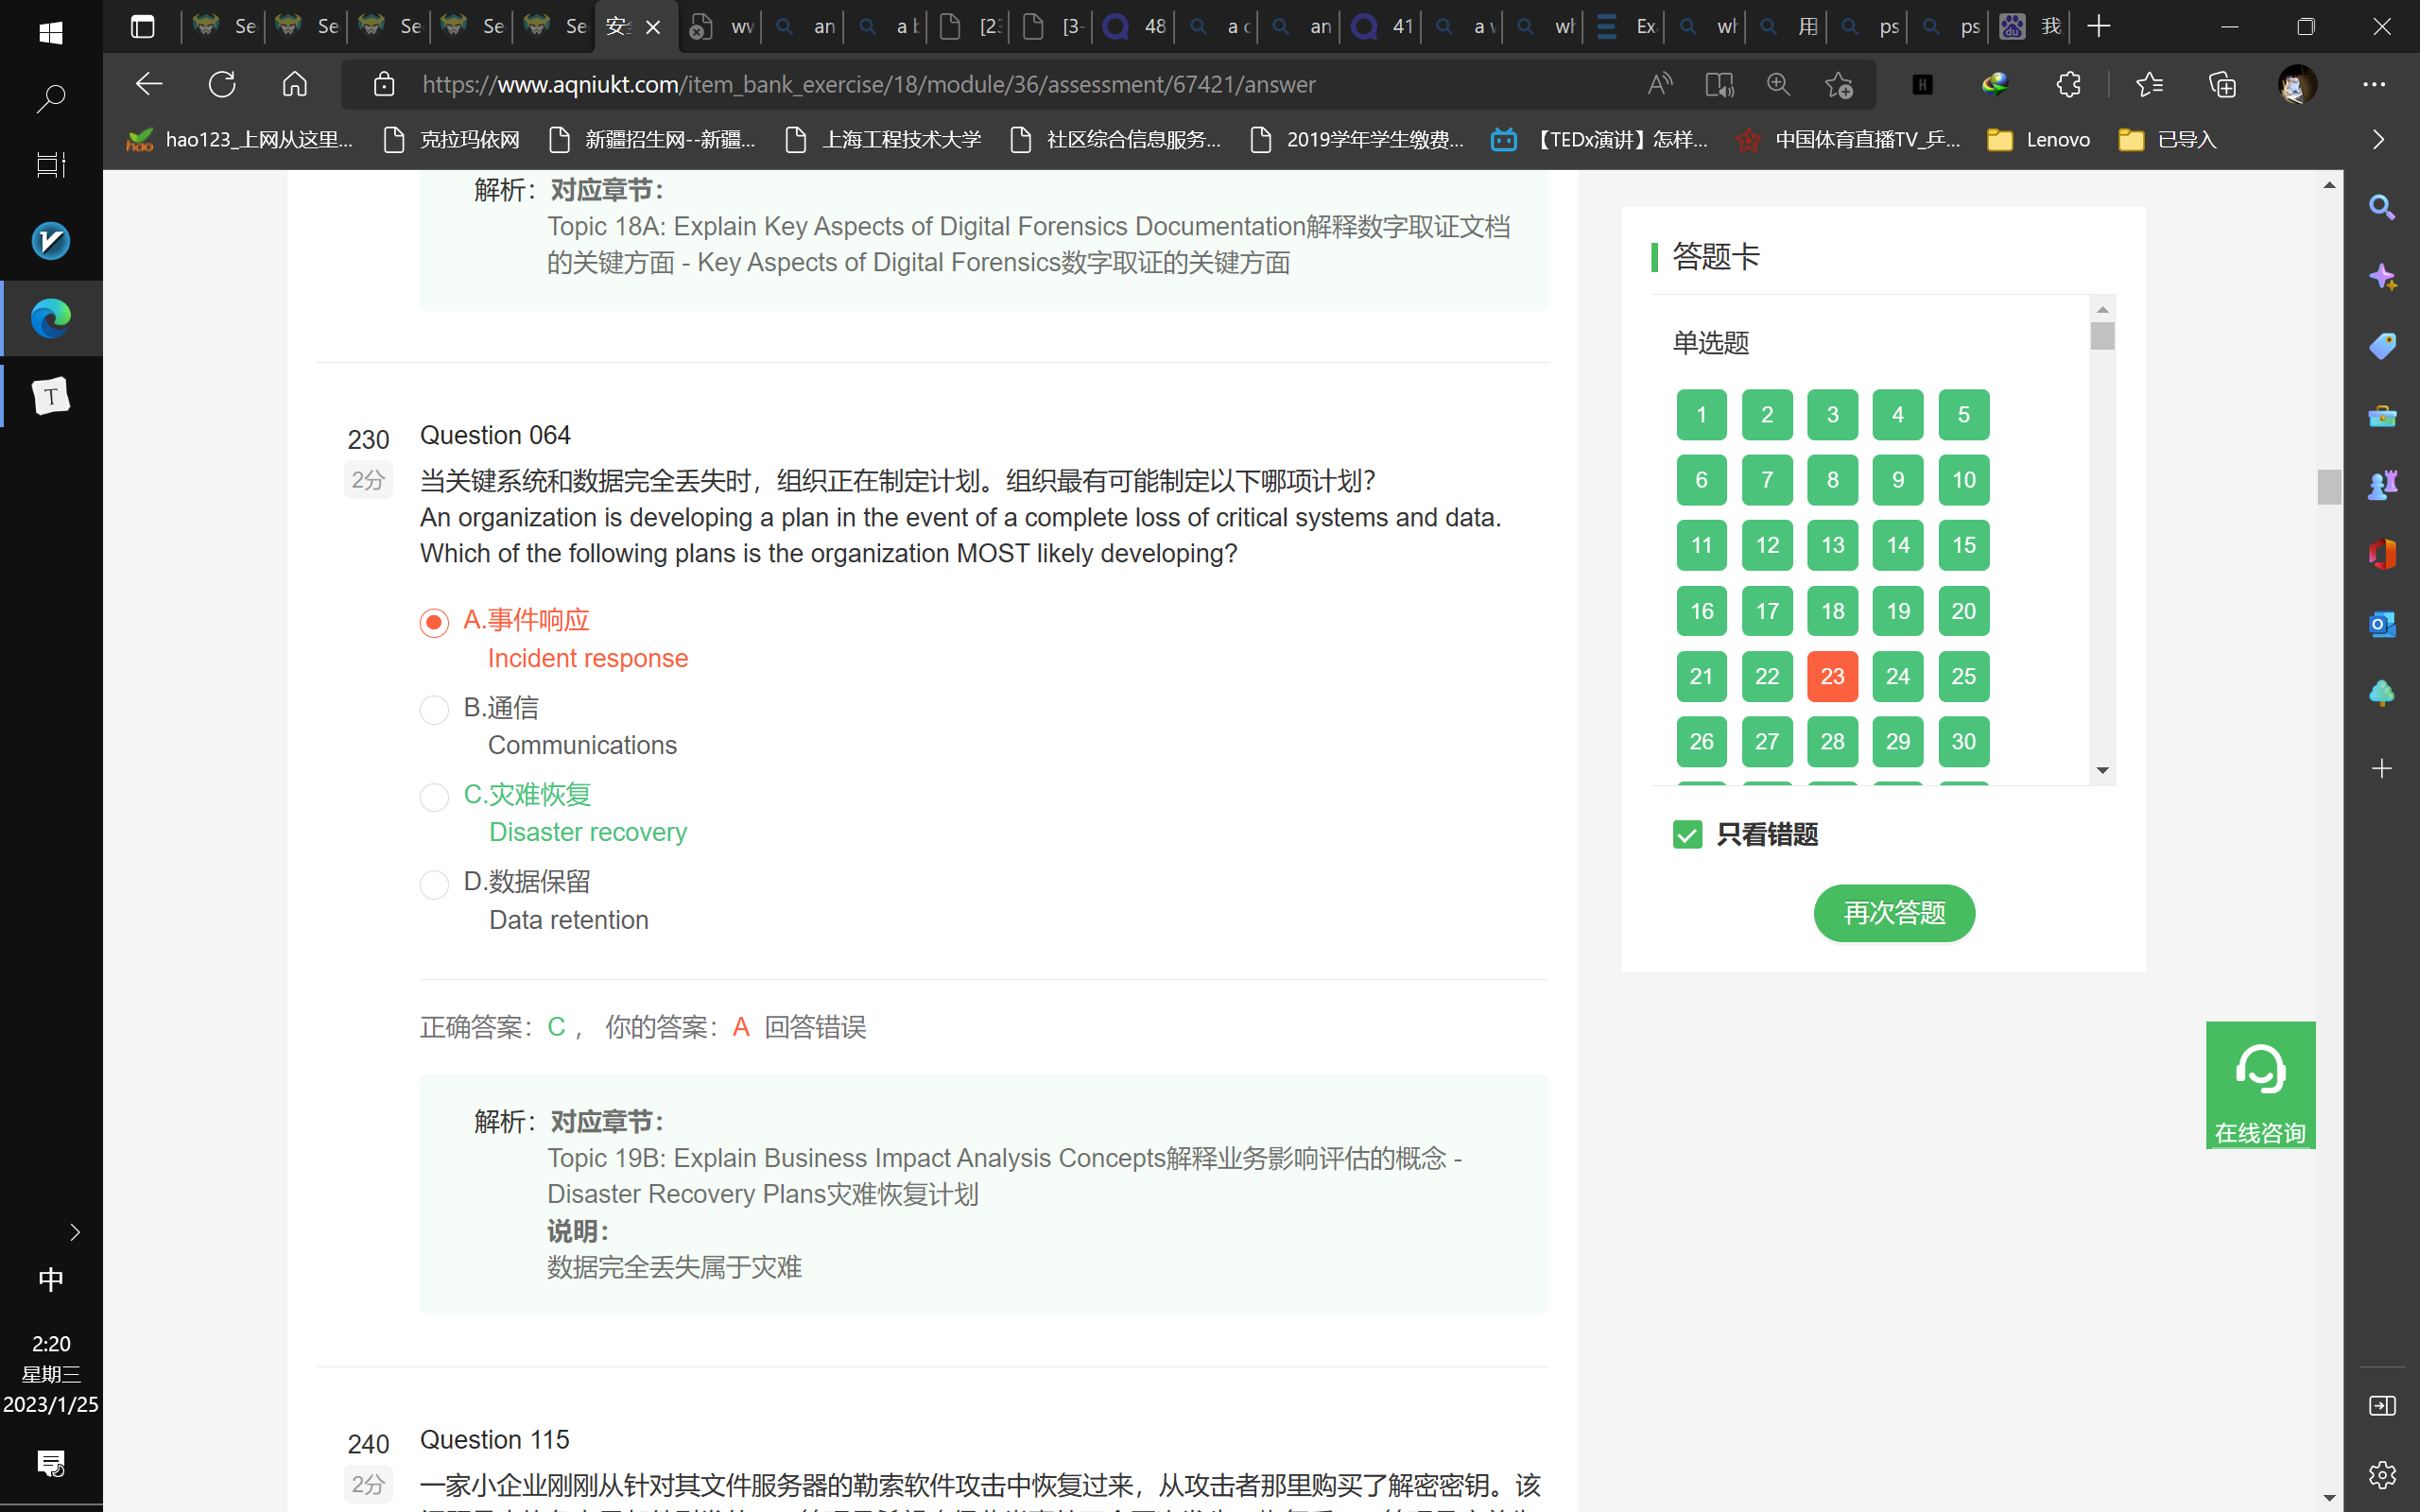 Se
Se
Se
Se
Se
安全
wv
an
a b
[23
[3-
48
a c
an
41
a v
wh
Ex
wh
用
ps
ps
我
https://www.aqniukt.com/item_bank_exercise/18/module/36/assessment/67421/answer
hao123_上网从这里...
克拉玛依网
新疆招生网--新疆...
上海工程技术大学
社区综合信息服务...
2019学年学生缴费...
【TEDx演讲】怎样...
中国体育直播TV_乒...
Lenovo
已导入
解析：对应章节：
Topic 18A: Explain Key Aspects of Digital Forensics Documentation解释数字取证文档
的关键方面 - Key Aspects of Digital Forensics数字取证的关键方面
230
2分
Question 064
当关键系统和数据完全丢失时，组织正在制定计划。组织最有可能制定以下哪项计划？
An organization is developing a plan in the event of a complete loss of critical systems and data.
Which of the following plans is the organization MOST likely developing?
A.事件响应
Incident response
B.通信
Communications
C.灾难恢复
Disaster recovery
D.数据保留
Data retention
正确答案：C ， 你的答案：A 回答错误
解析：对应章节：
Topic 19B: Explain Business Impact Analysis Concepts解释业务影响评估的概念 -
Disaster Recovery Plans灾难恢复计划
说明：
数据完全丢失属于灾难
240
2分
Question 115
一家小企业刚刚从针对其文件服务器的勒索软件攻击中恢复过来，从攻击者那里购买了解密密钥。该
答题卡
单选题
1 2 3 4 5
6 7 8 9 10
11 12 13 14 15
16 17 18 19 20
21 22 23 24 25
26 27 28 29 30
只看错题
再次答题
在线咨询
中
2:20
星期三
2023/1/25